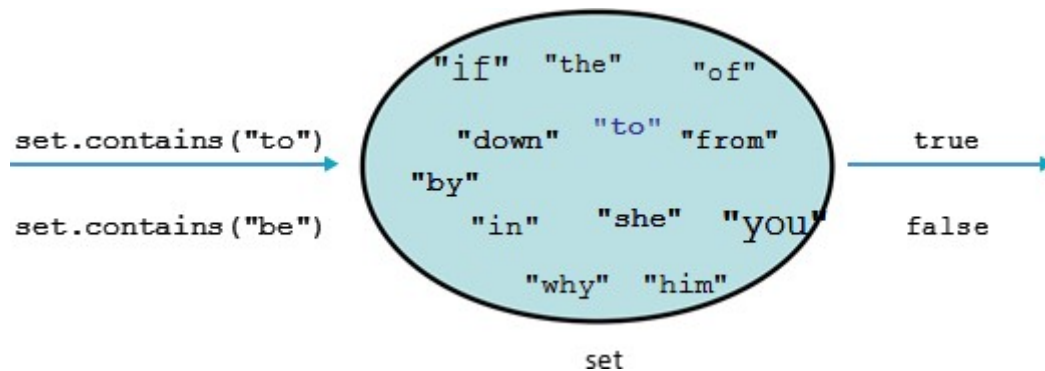 "if" "the" "of"
set.contains("to") "down" "to" "from" true
"by"
set.contains("be") "in" "she" "you" false
"why" "him"
set